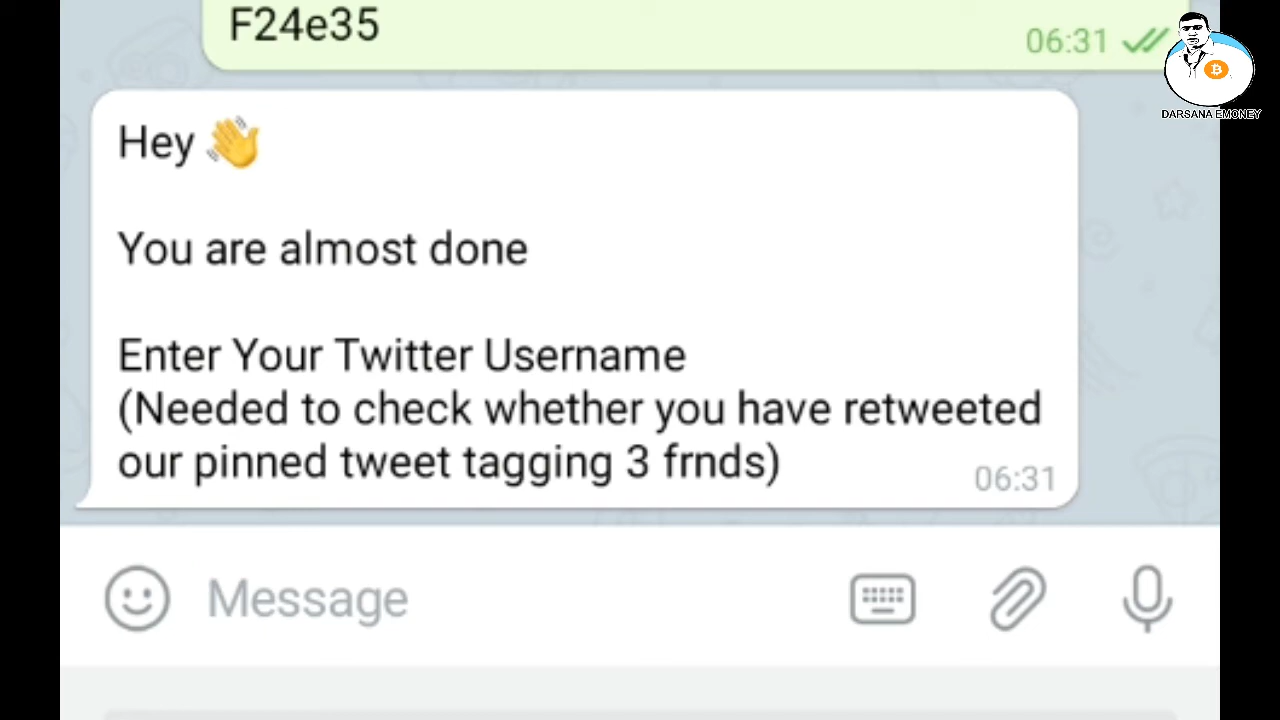 F24e35
06:31
DARSANA EMONEY
Hey 👋
You are almost done
Enter Your Twitter Username
(Needed to check whether you have retweeted
our pinned tweet tagging 3 frnds)
06:31
Message